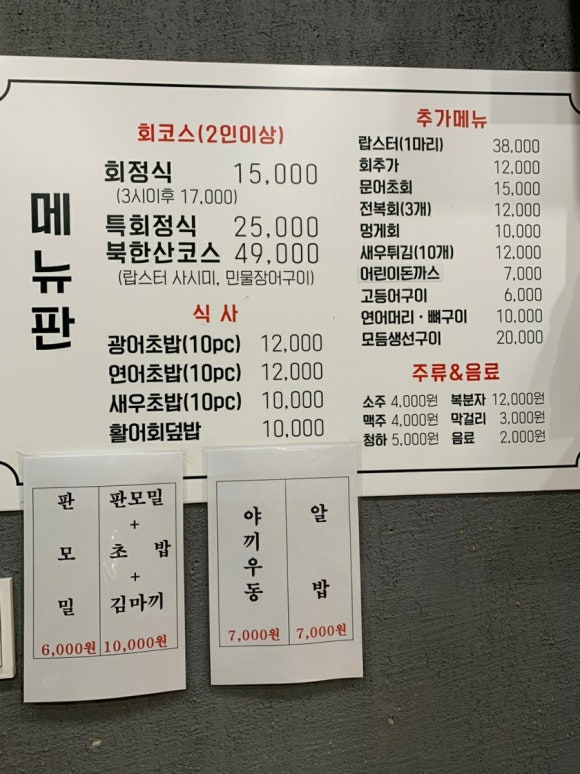 메뉴판
회코스(2인이상)
회정식 15,000
(3시이후 17,000)
특회정식 25,000
북한산코스 49,000
(랍스터 사시미, 민물장어구이)
식 사
광어초밥(10pc) 12,000
연어초밥(10pc) 12,000
새우초밥(10pc) 10,000
활어회덮밥 10,000
추가메뉴
랍스터(1마리) 38,000
회추가 12,000
문어초회 15,000
전복회(3개) 12,000
멍게회 10,000
새우튀김(10개) 12,000
어린이돈까스 7,000
고등어구이 6,000
연어머리·뼈구이 10,000
모듬생선구이 20,000
주류&음료
소주 4,000원 복분자 12,000원
맥주 4,000원 막걸리 3,000원
청하 5,000원 음료 2,000원
판모밀
6,000원
판모밀
+
초 밥
+
김마끼
10,000원
야끼우동
7,000원
알밥
7,000원